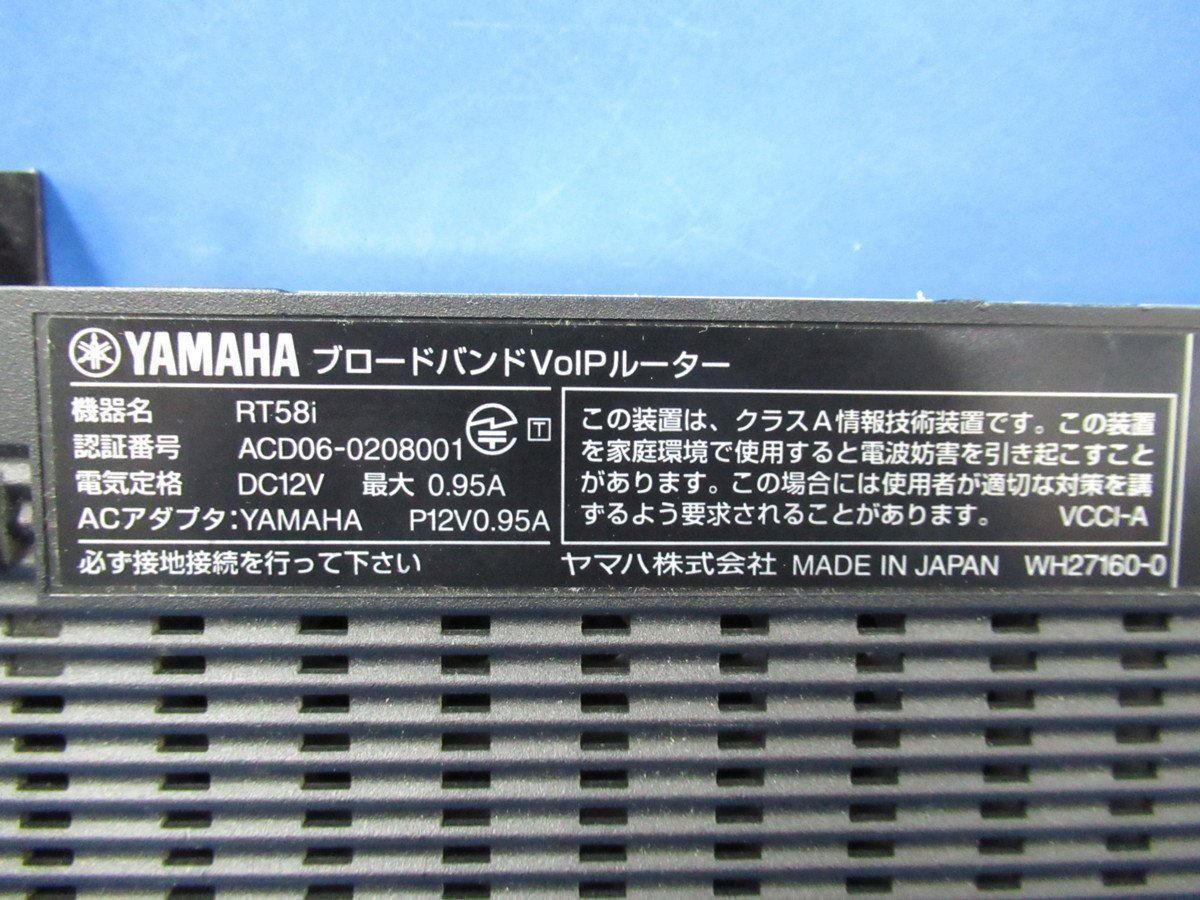 YAMAHA ブロードバンドVoIPルーター
機器名 RT58i
認証番号 ACD06-0208001 T
電気定格 DC12V 最大 0.95A
ACアダプタ:YAMAHA P12V0.95A
この装置は、クラスA情報技術装置です。この装置
を家庭環境で使用すると電波妨害を引き起こすこと
があります。この場合には使用者が適切な対策を講
ずるよう要求されることがあります。 VCCI-A
必ず接地接続を行って下さい
ヤマハ株式会社 MADE IN JAPAN WH27160-0